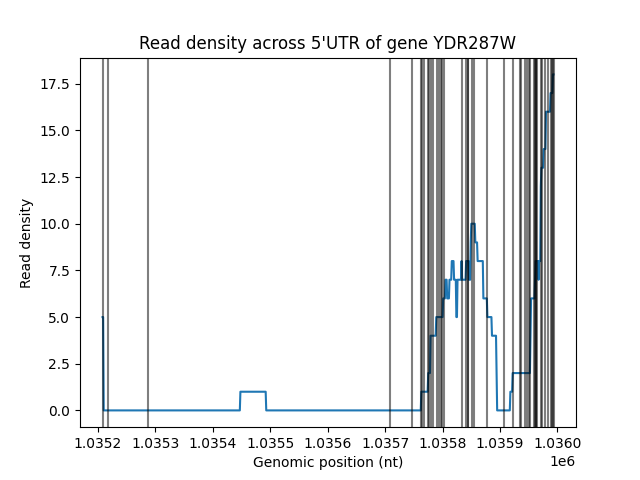 Read density across 5'UTR of gene YDR287W
17.5
15.0
12.5
10.0
7.5
5.0
2.5
0.0
Read density
1.0352 1.0353 1.0354 1.0355 1.0356 1.0357 1.0358 1.0359 1.0360
Genomic position (nt)
1e6